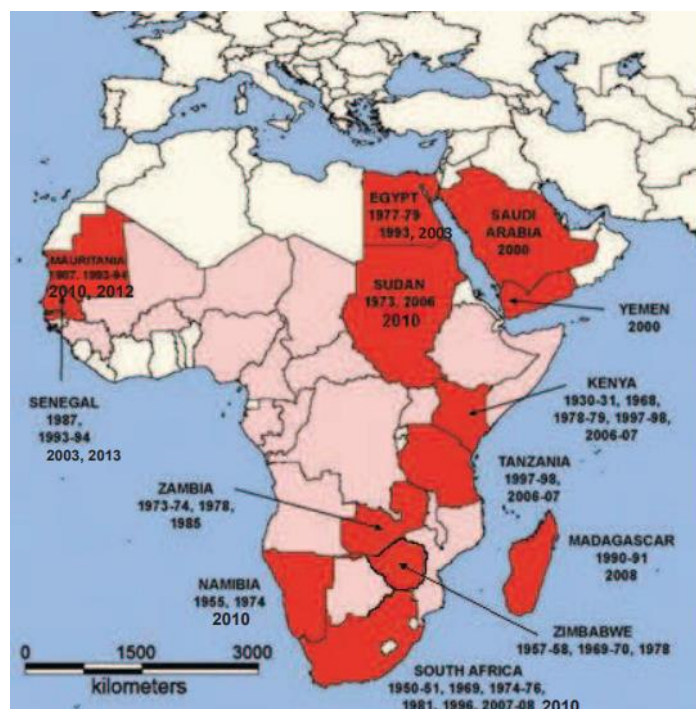 EGYPT
1977-79
1993, 2003
SAUDI
ARABIA
2000
MAURITANIA
1987, 1993-94
2010, 2012
SUDAN
1973, 2006
2010
YEMEN
2000
KENYA
1930-31, 1968,
1978-79, 1997-98,
2006-07
SENEGAL
1987,
1993-94
2003, 2013
TANZANIA
1997-98,
2006-07
ZAMBIA
1973-74, 1978,
1985
MADAGASCAR
1990-91
2008
NAMIBIA
1955, 1974
2010
ZIMBABWE
1957-58, 1969-70, 1978
0 1500 3000
kilometers
SOUTH AFRICA
1950-51, 1969, 1974-76,
1981, 1996, 2007-08, 2010